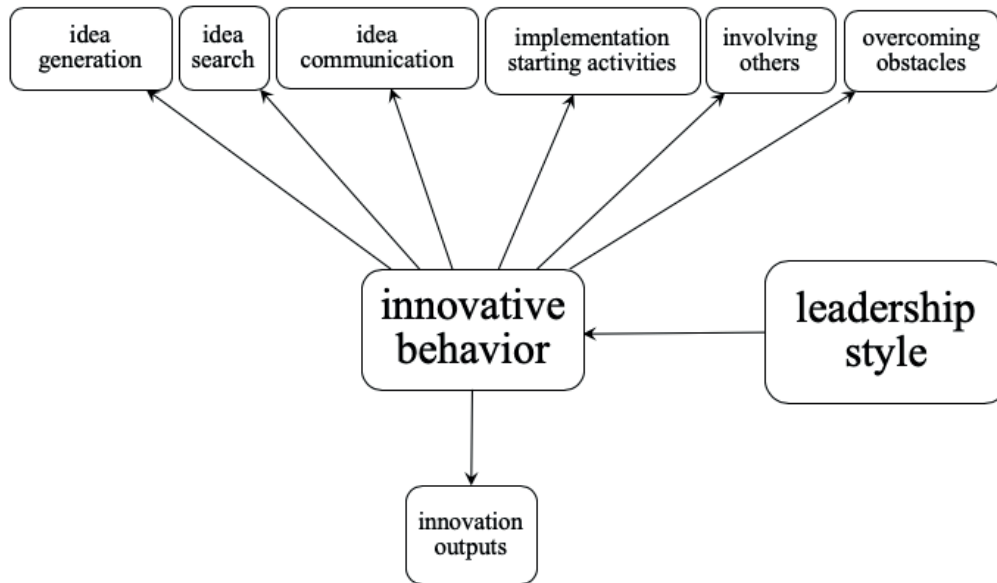 idea
generation
idea
search
idea
communication
implementation
starting activities
involving
others
overcoming
obstacles
innovative
behavior
leadership
style
innovation
outputs